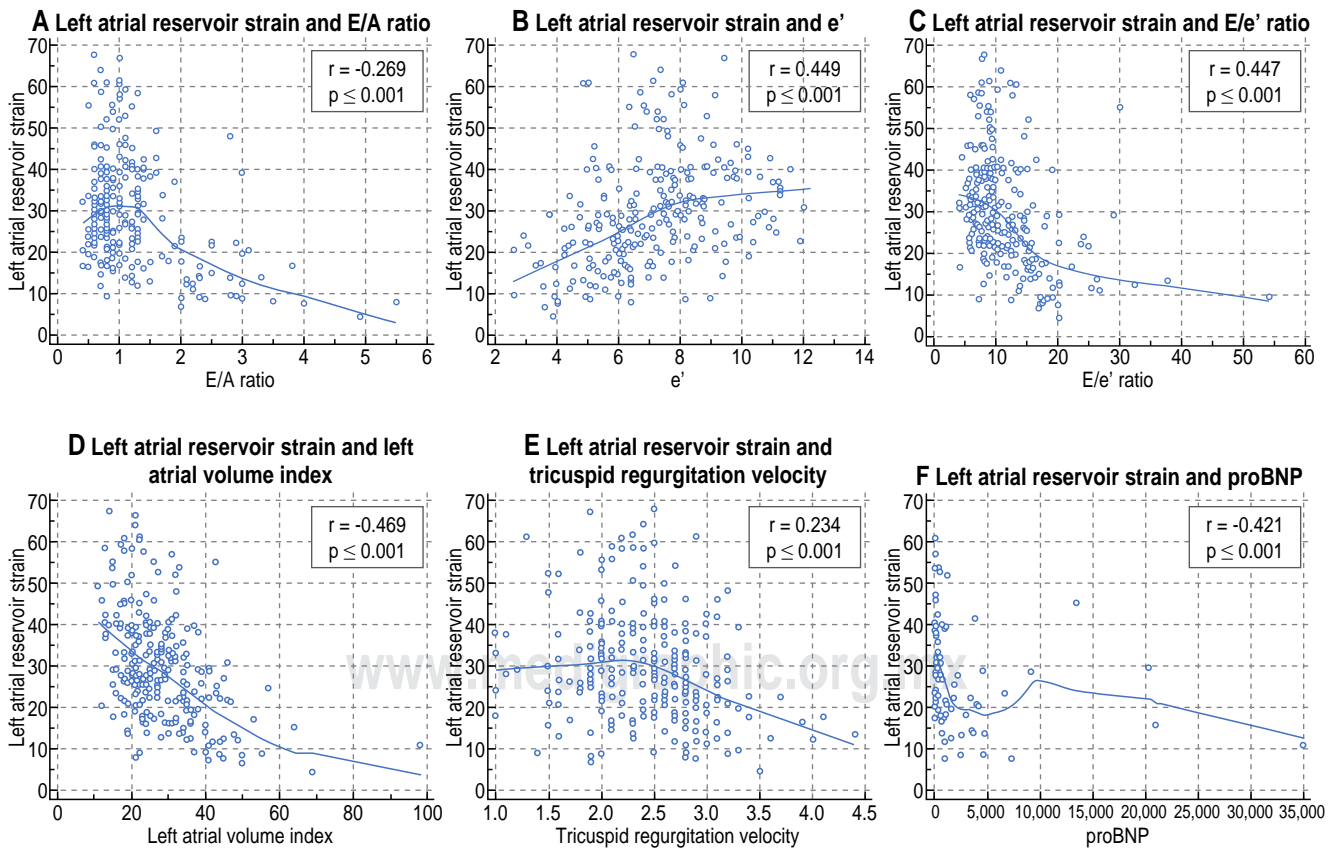 A Left atrial reservoir strain and E/A ratio
70
60
50
40
30
20
10
0
Left atrial reservoir strain
r = -0.269
p ≤ 0.001
0 1 2 3 4 5 6
E/A ratio
B Left atrial reservoir strain and e’
70
60
50
40
30
20
10
0
Left atrial reservoir strain
r = 0.449
p ≤ 0.001
2 4 6 8 10 12 14
e’
C Left atrial reservoir strain and E/e’ ratio
70
60
50
40
30
20
10
0
Left atrial reservoir strain
r = 0.447
p ≤ 0.001
0 10 20 30 40 50 60
E/e’ ratio
D Left atrial reservoir strain and left
atrial volume index
70
60
50
40
30
20
10
0
Left atrial reservoir strain
r = -0.469
p ≤ 0.001
0 20 40 60 80 100
Left atrial volume index
E Left atrial reservoir strain and
tricuspid regurgitation velocity
70
60
50
40
30
20
10
0
Left atrial reservoir strain
r = 0.234
p ≤ 0.001
1.0 1.5 2.0 2.5 3.0 3.5 4.0 4.5
Tricuspid regurgitation velocity
F Left atrial reservoir strain and proBNP
70
60
50
40
30
20
10
0
Left atrial reservoir strain
r = -0.421
p ≤ 0.001
0 5,000 10,000 15,000 20,000 25,000 30,000 35,000
proBNP
www.medigraphic.org.mx